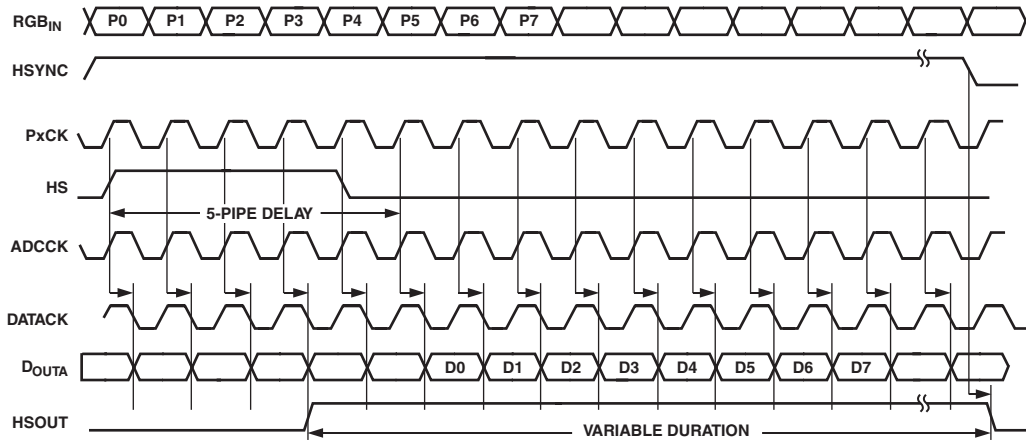 RGBIN P0 P1 P2 P3 P4 P5 P6 P7
HSYNC
PxCK
HS
5-PIPE DELAY
ADCCK
DATACK
DOUTA D0 D1 D2 D3 D4 D5 D6 D7
HSOUT
VARIABLE DURATION